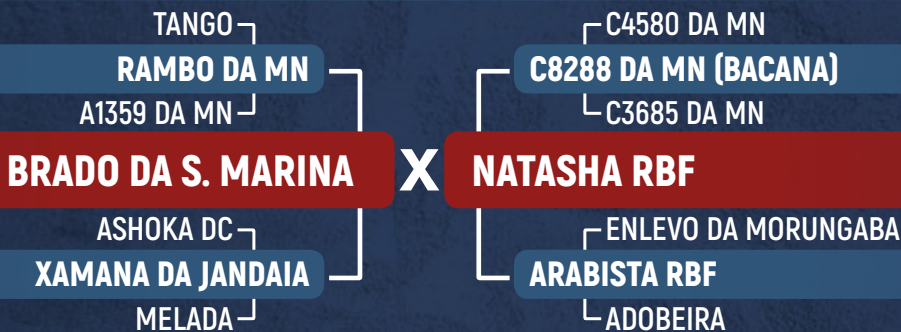 TANGO
RAMBO DA MN
A1359 DA MN
BRADO DA S. MARINA
ASHOKA DC
XAMANA DA JANDAIA
MELADA
X
C4580 DA MN
C8288 DA MN (BACANA)
C3685 DA MN
NATASHA RBF
ENLEVO DA MORUNGABA
ARABISTA RBF
ADOBEIRA